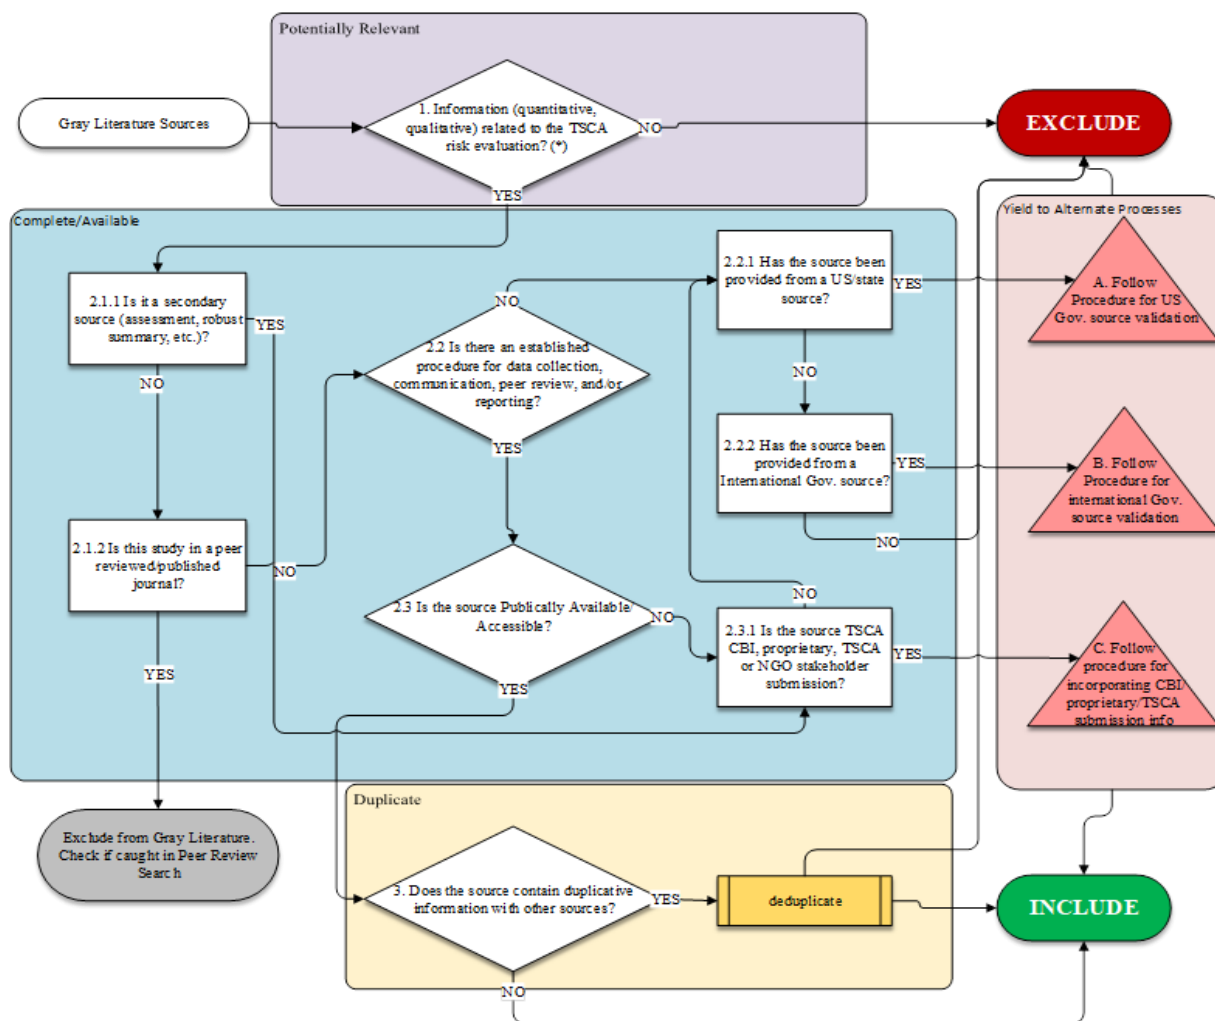 Potentially Relevant
Gray Literature Sources
1. Information (quantitative,
qualitative) related to the TSCA
risk evaluation? (*)
NO
EXCLUDE
YES
Complete/Available
Yield to Alternate Processes
2.1.1 Is it a secondary
source (assessment, robust
summary, etc.)?
YES
NO
2.2 Is there an established
procedure for data collection,
communication, peer review, and/or
reporting?
NO
YES
2.2.1 Has the source been
provided from a US/state
source?
YES
NO
A. Follow
Procedure for US
Gov. source validation
2.2.2 Has the source been
provided from a
International Gov. source?
YES
NO
B. Follow
Procedure for
international Gov.
source validation
2.1.2 Is this study in a peer
reviewed/published
journal?
NO
YES
2.3 Is the source Publically Available/
Accessible?
NO
YES
NO
2.3.1 Is the source TSCA
CBI, proprietary, TSCA
or NGO stakeholder
submission?
YES
C. Follow
procedure for
incorporating CBI/
proprietary/TSCA
submission info
Exclude from Gray Literature.
Check if caught in Peer Review
Search
Duplicate
3. Does the source contain duplicative
information with other sources?
YES
deduplicate
INCLUDE
NO